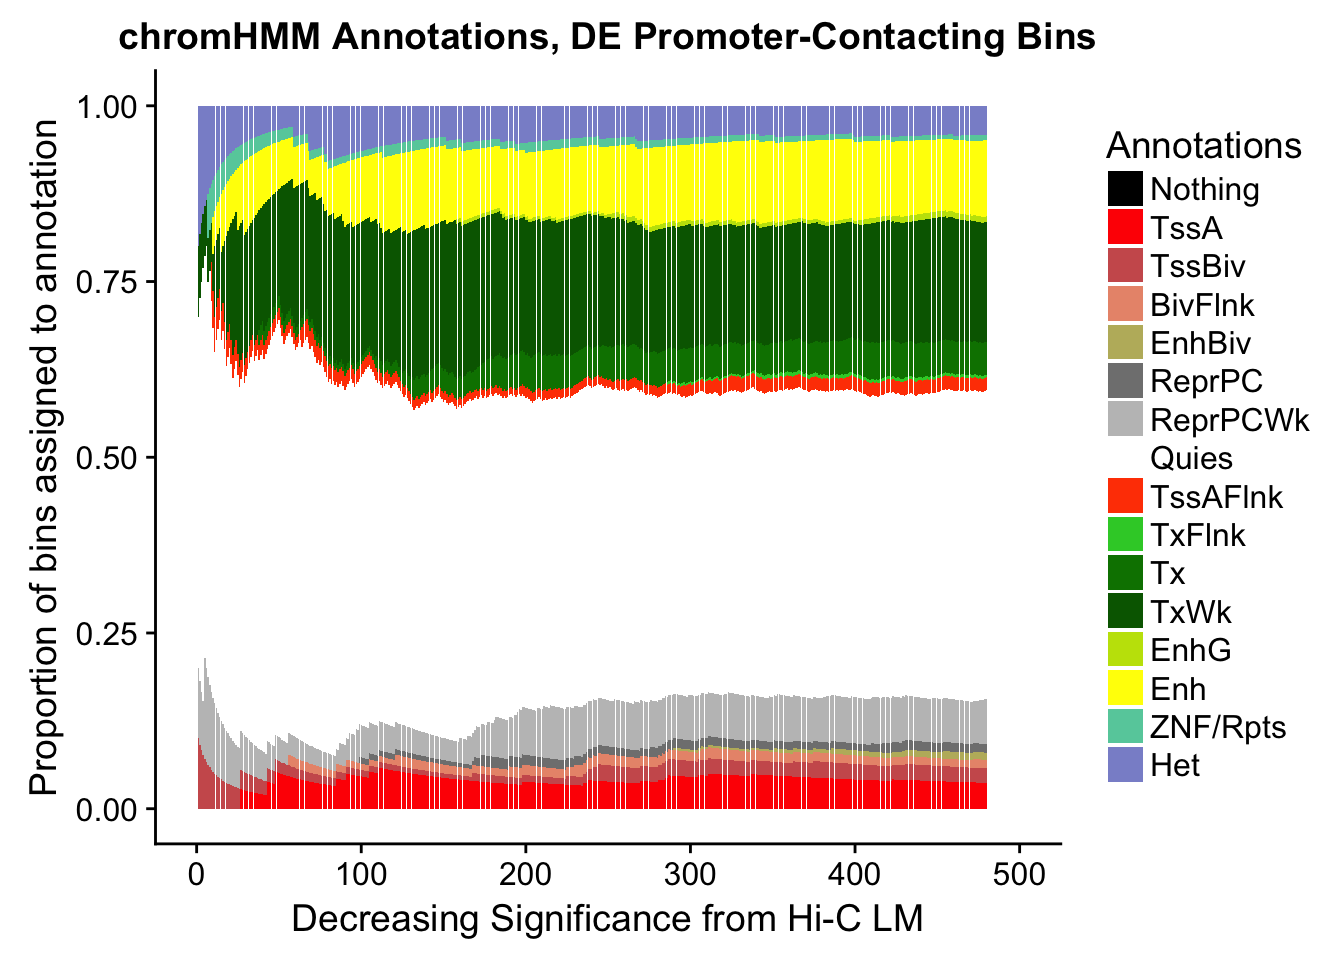 chromHMM Annotations, DE Promoter-Contacting Bins
Proportion of bins assigned to annotation
1.00
0.75
0.50
0.25
0.00
0
100
200
300
400
500
Decreasing Significance from Hi-C LM
Annotations
Nothing
TssA
TssBiv
BivFlnk
EnhBiv
ReprPC
ReprPCWk
Quies
TssAFlnk
TxFlnk
Tx
TxWk
EnhG
Enh
ZNF/Rpts
Het